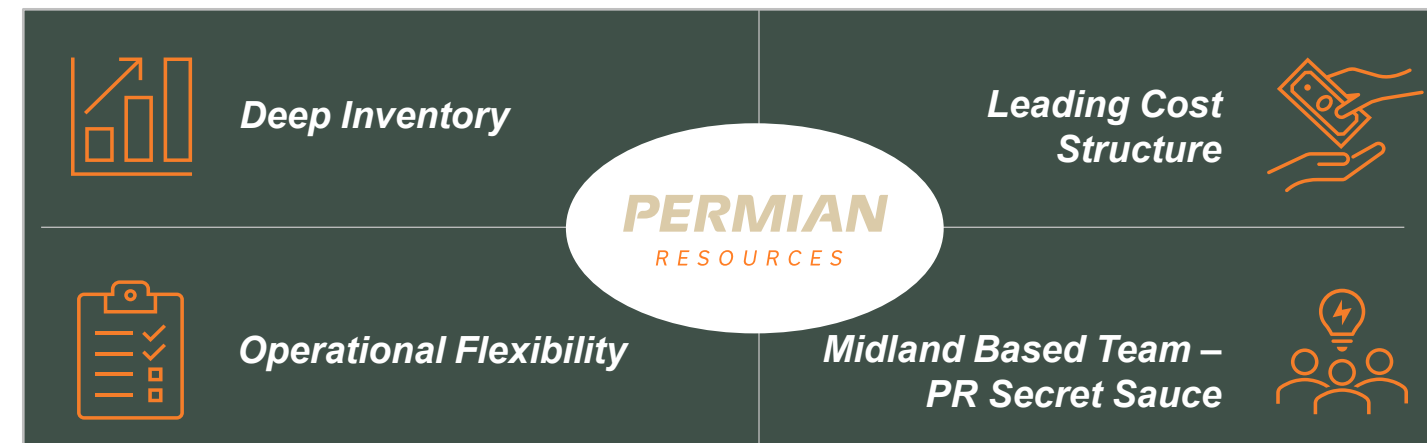 Deep Inventory
Leading Cost
Structure
PERMIAN
RESOURCES
Operational Flexibility
Midland Based Team –
PR Secret Sauce